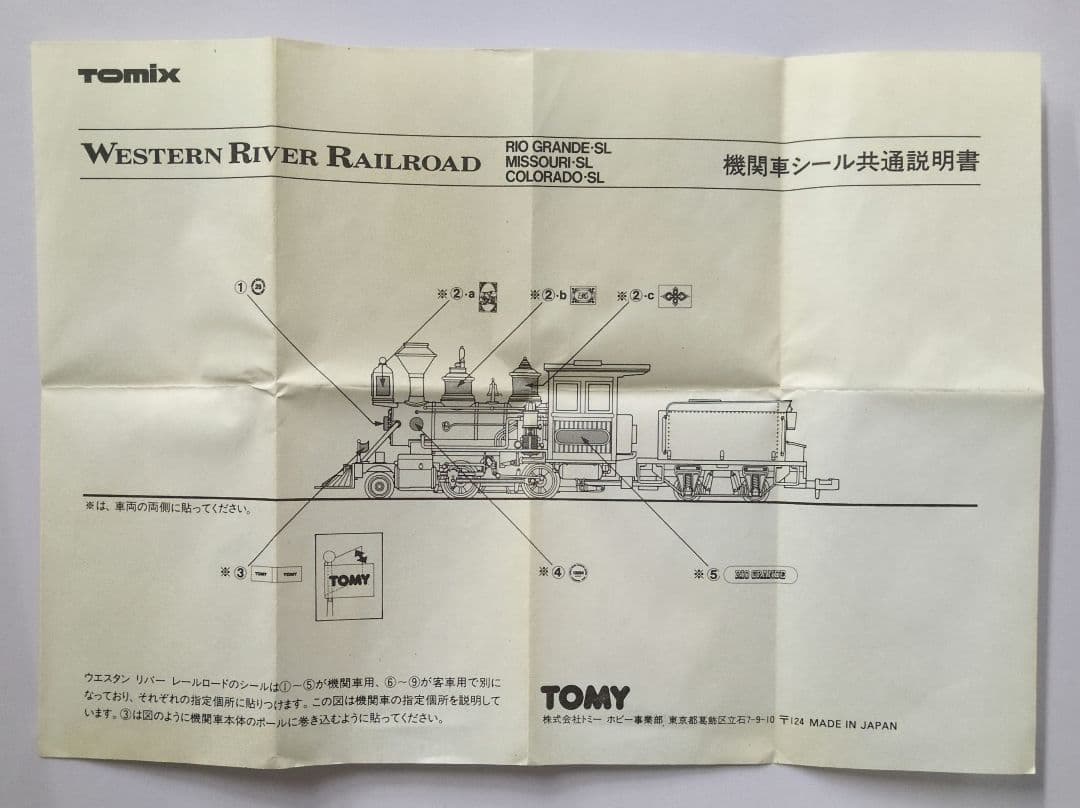 TOMIX
WESTERN RIVER RAILROAD
RIO GRANDE·SL
MISSOURI·SL
COLORADO·SL
機関車シール共通説明書
① 25
※②·a
※②·b
※②·c
※は、車両の両側に貼ってください。
※③ TOMY TOMY
TOMY
※④
※⑤ RIO GRANDE
ウエスタン リバー レールロードのシールは①〜⑤が機関車用、⑥〜⑨が客車用で別に
なっており、それぞれの指定個所に貼りつけます。この図は機関車の指定個所を説明して
います。③は図のように機関車本体のポールに巻き込むように貼ってください。
TOMY
株式会社トミー ホビー事業部 東京都葛飾区立石7-9-10 〒124 MADE IN JAPAN